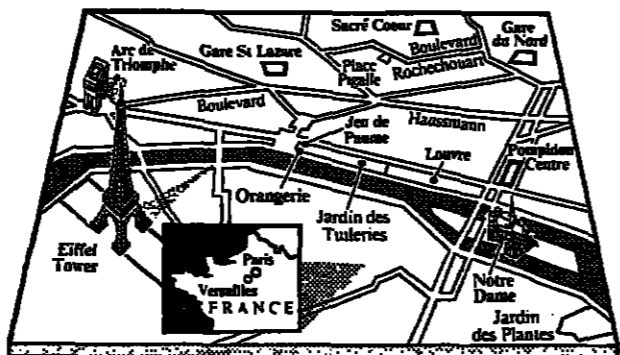 Sacré Coeur
Gare
du Nord
Arc de
Triomphe
Gare St Lazare
Place
Pigalle
Boulevard
Rochechouart
Boulevard
Haussmann
Jeu de
Paume
Louvre
Pompidou
Centre
Orangerie
Jardin des
Tuileries
Eiffel
Tower
Paris
Versailles
FRANCE
Notre
Dame
Jardin
des Plantes